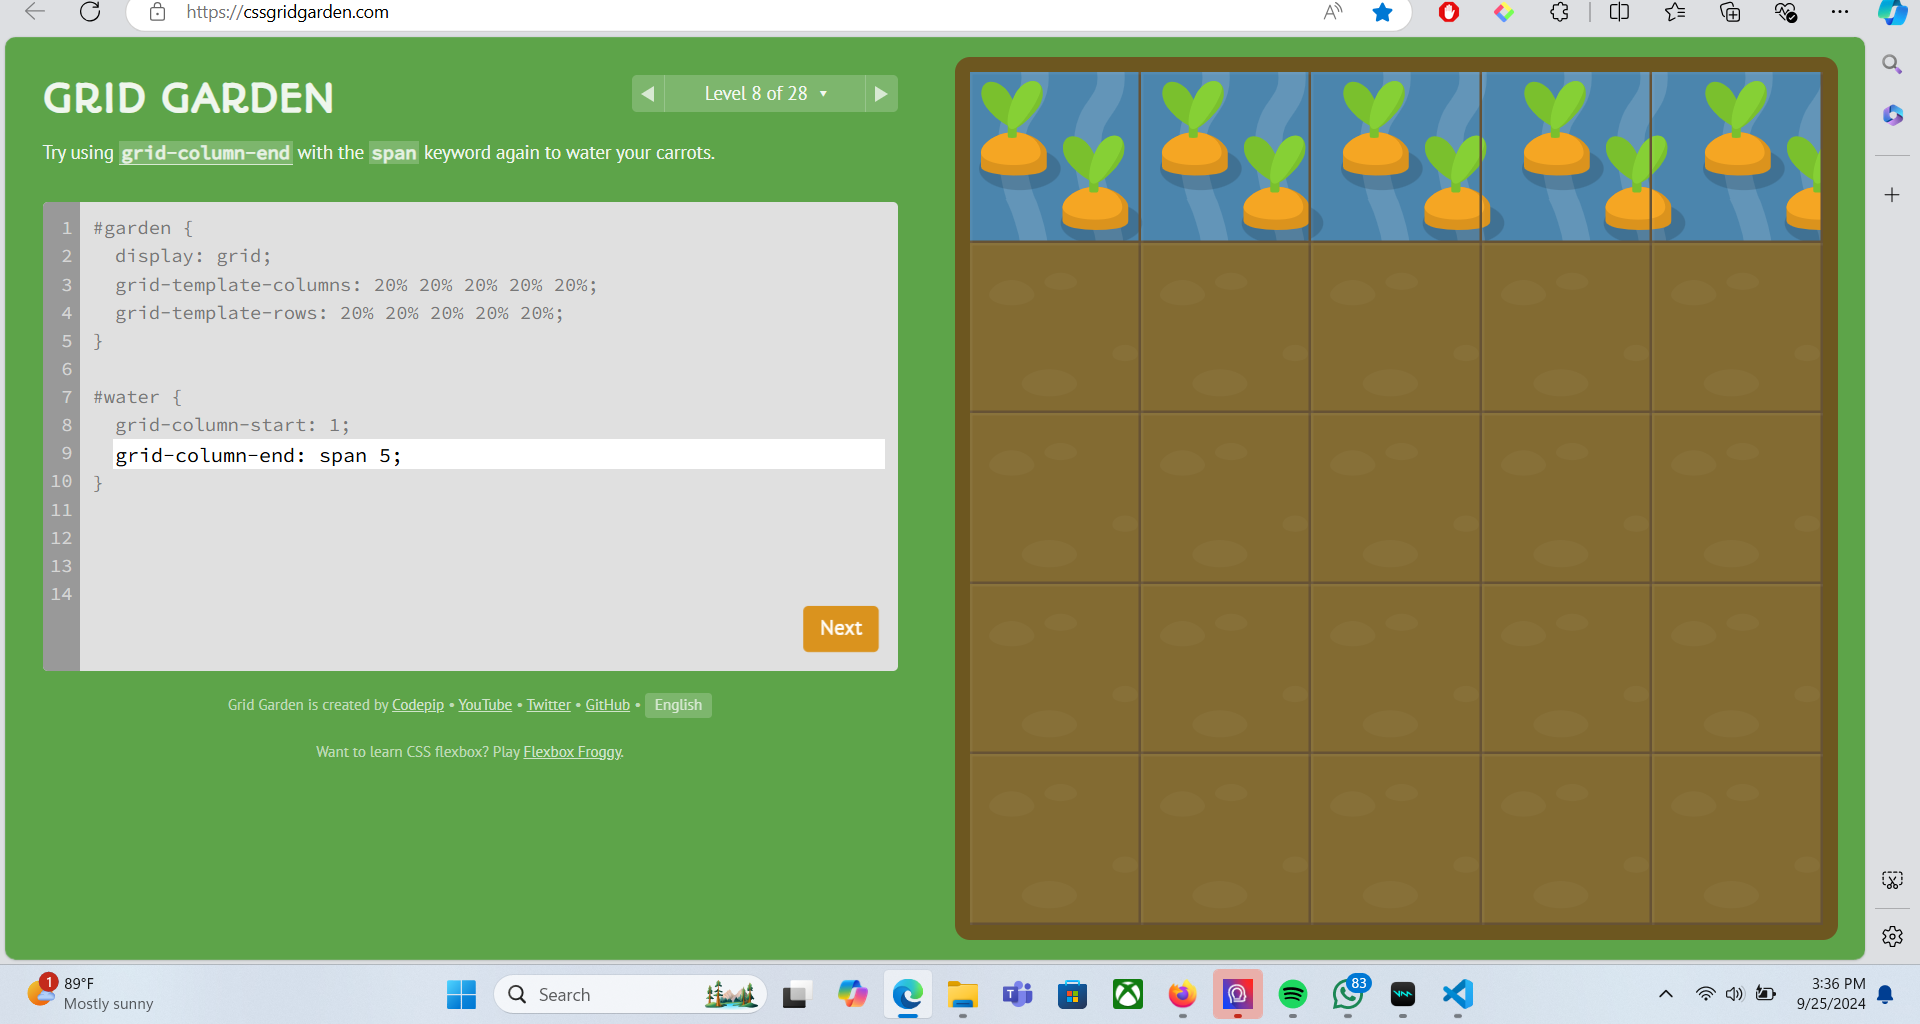 https://cssgridgarden.com
GRID GARDEN
Level 8 of 28
Try using grid-column-end with the span keyword again to water your carrots.
1 #garden {
2 display: grid;
3 grid-template-columns: 20% 20% 20% 20% 20%;
4 grid-template-rows: 20% 20% 20% 20% 20%;
5 }
6
7 #water {
8 grid-column-start: 1;
9 grid-column-end: span 5;
10 }
11
12
13
14
Next
Grid Garden is created by Codepip • YouTube • Twitter • GitHub • English
Want to learn CSS flexbox? Play Flexbox Froggy.
1
89°F
Mostly sunny
Search
83
3:36 PM
9/25/2024